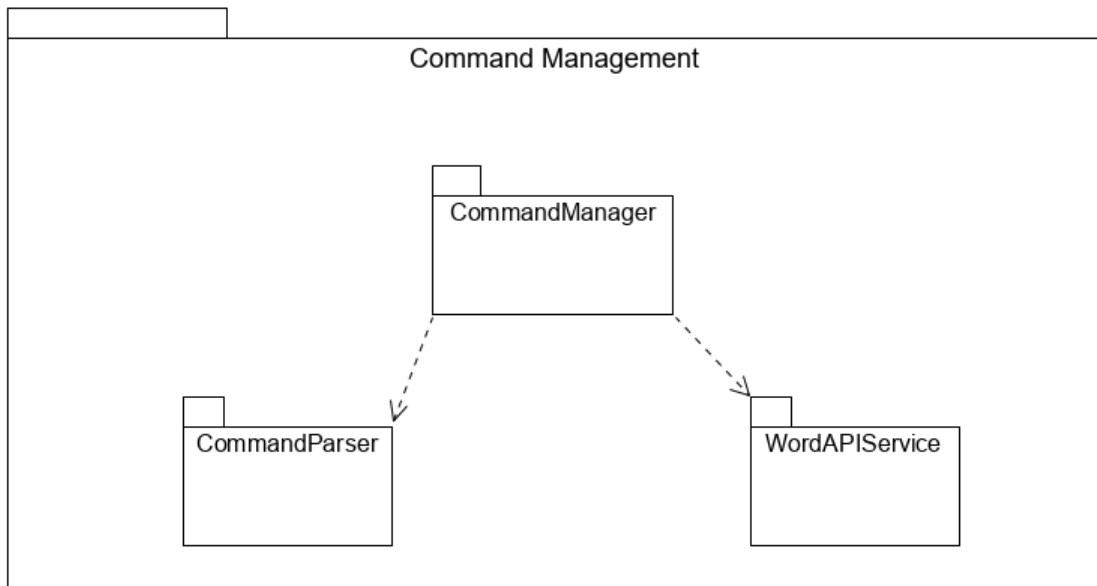 Command Management
CommandManager
CommandParser
WordAPIService